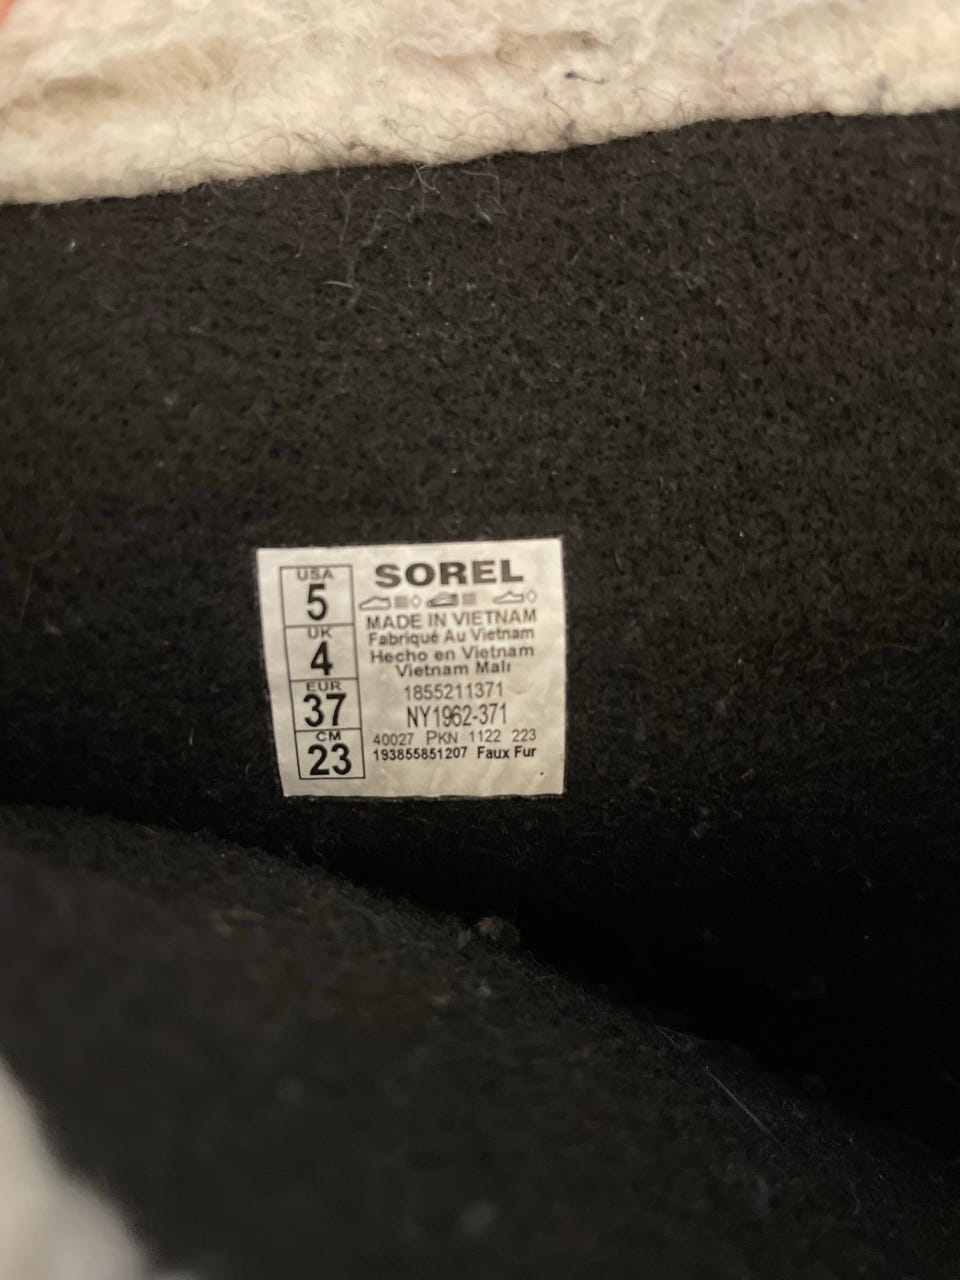 USA
5
UK
4
EUR
37
CM
23
SOREL
MADE IN VIETNAM
Fabriqué Au Vietnam
Hecho en Vietnam
Vietnam Malı
1855211371
NY1962-371
40027 PKN 1122 223
193855851207 Faux Fur